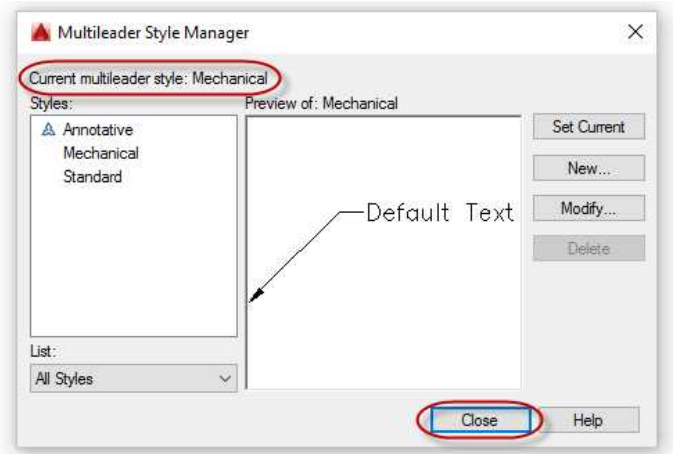 Multileader Style Manager
Current multileader style: Mechanical
Styles:
Annotative
Mechanical
Standard
Preview of: Mechanical
Default Text
Set Current
New...
Modify...
Delete
List:
All Styles
Close
Help